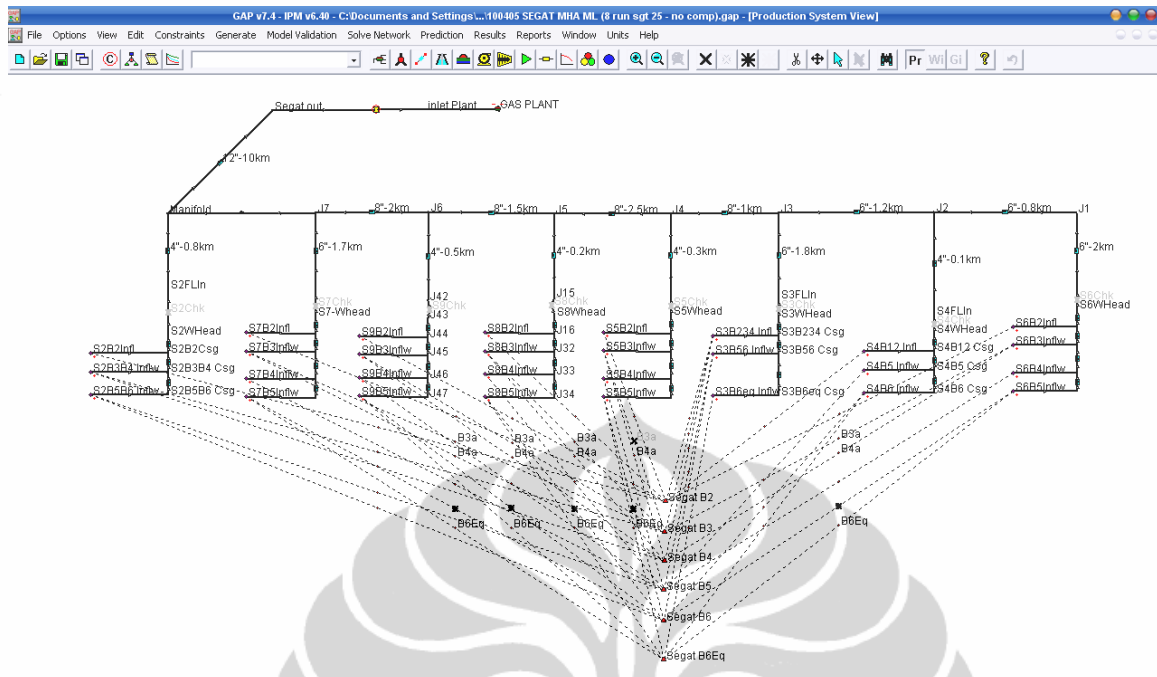 GAP v7.4 - IPM v6.40 - C:\Documents and Settings\...\100405 SEGAT MHA ML (8 run sgt 25 - no comp).gap - [Production System View]
File Options View Edit Constraints Generate Model Validation Solve Network Prediction Results Reports Window Units Help
Pr Wi Gi
Segat out inlet Plant GAS PLANT
12"-10km
Manifold J7 8"-2km J6 8"-1.5km J5 8"-2.5km J4 8"-1km J3 6"-1.2km J2 6"-0.8km J1
4"-0.8km 6"-1.7km 4"-0.5km 4"-0.2km 4"-0.3km 6"-1.8km 4"-0.1km 6"-2km
S2FLIn J42 J15 S3FLIn
S2Chk S7Chk S9Chk S8Chk S5Chk S3Chk S4FLIn S6Chk
S7-Whead J43 S8Whead S5Whead S3WHead S4Chk S6WHead
S2WHead S7B2Infl S9B2Infl J44 S8B2Infl J16 S5B2Infl S3B234 Infl S3B234 Csg S4WHead S6B2Infl
S2B2Infl S2B2Csg S7B3Inflw S9B3Inflw J45 S8B3Inflw J32 S5B3Inflw S3B56 Inflw S3B56 Csg S4B12 Infl S4B12 Csg S6B3Inflw
S2B3B4 Inflw S2B3B4 Csg S7B4Inflw S9B4Inflw J46 S8B4Inflw J33 S5B4Inflw S4B5 Inflw S4B5 Csg S6B4Inflw
S2B5B6 Inflw S2B5B6 Csg S7B5Inflw S9B5Inflw J47 S8B5Inflw J34 S5B5Inflw S3B6eq Inflw S3B6eq Csg S4B6 Inflw S4B6 Csg S6B5Inflw
B3a B3a B3a B3a B3a
B4a B4a B4a B4a B4a
Segat B2
B6Eq B6Eq B6Eq B6Eq B6Eq
Segat B3
Segat B4
Segat B5
Segat B6
Segat B6Eq